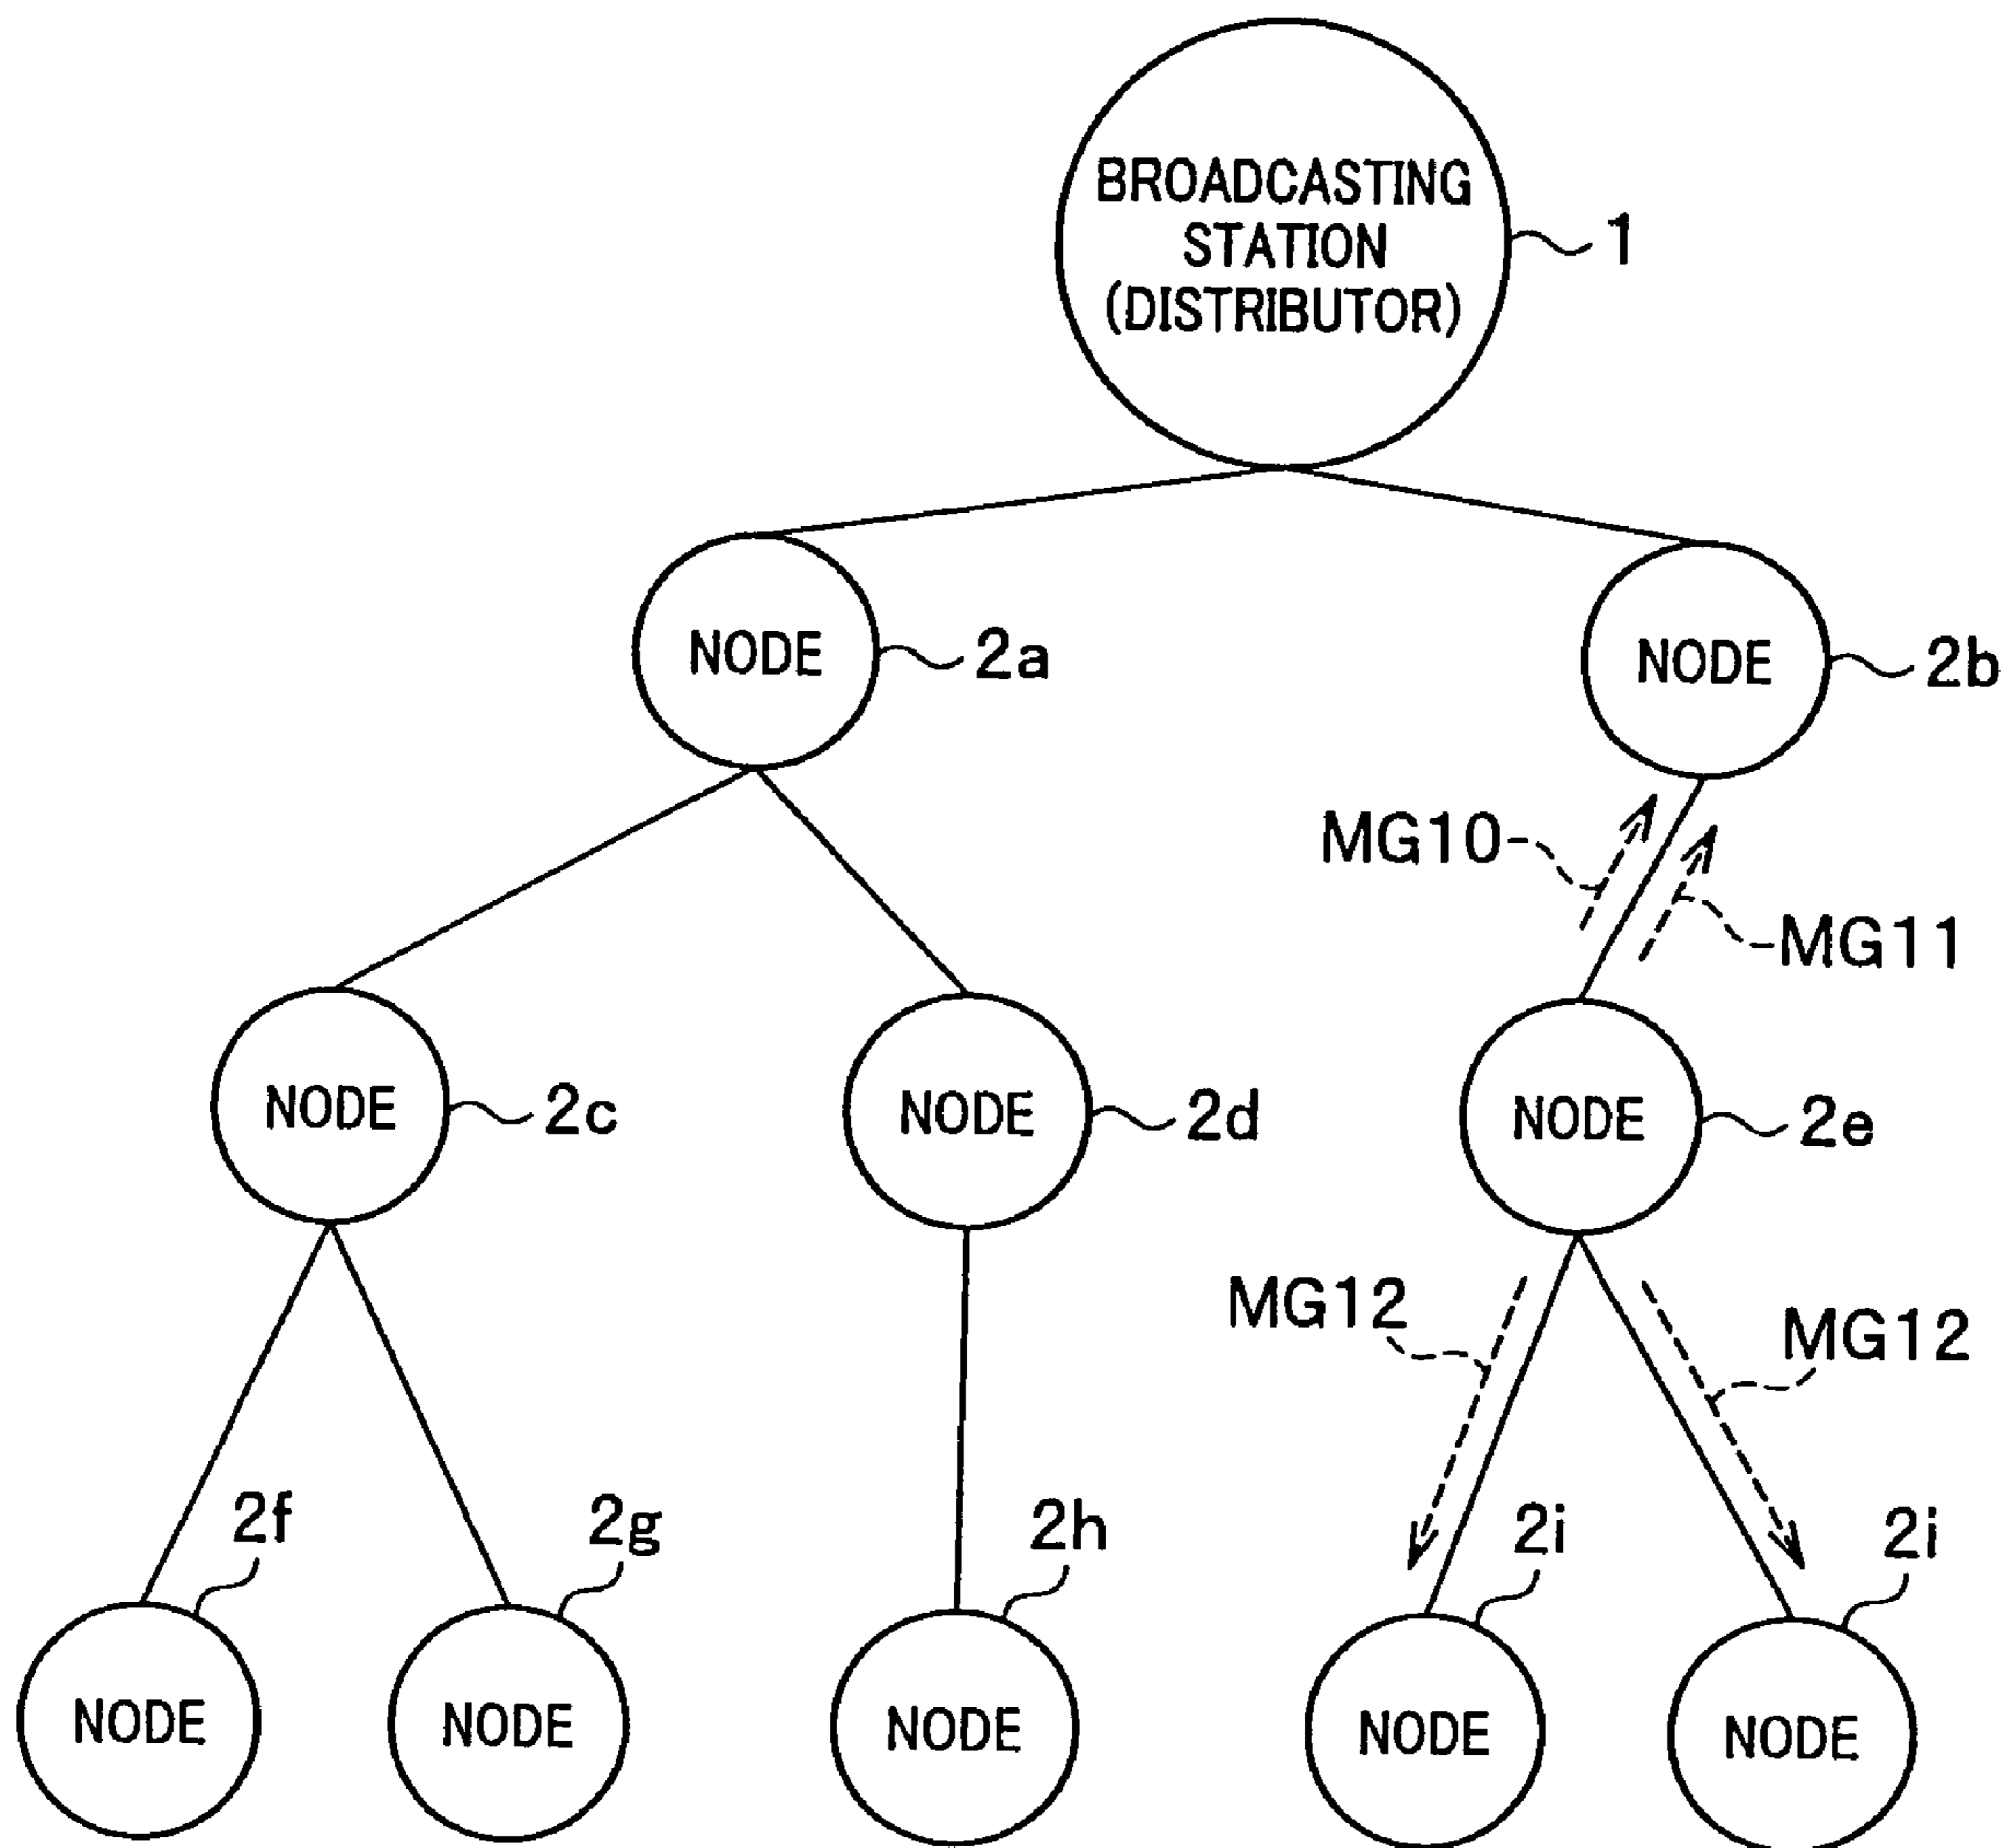 BROADCASTING
STATION
(DISTRIBUTOR)
1
NODE
2a
NODE
2b
MG10
MG11
NODE
2c
NODE
2d
NODE
2e
MG12
MG12
2f
2g
2h
2i
2i
NODE
NODE
NODE
NODE
NODE